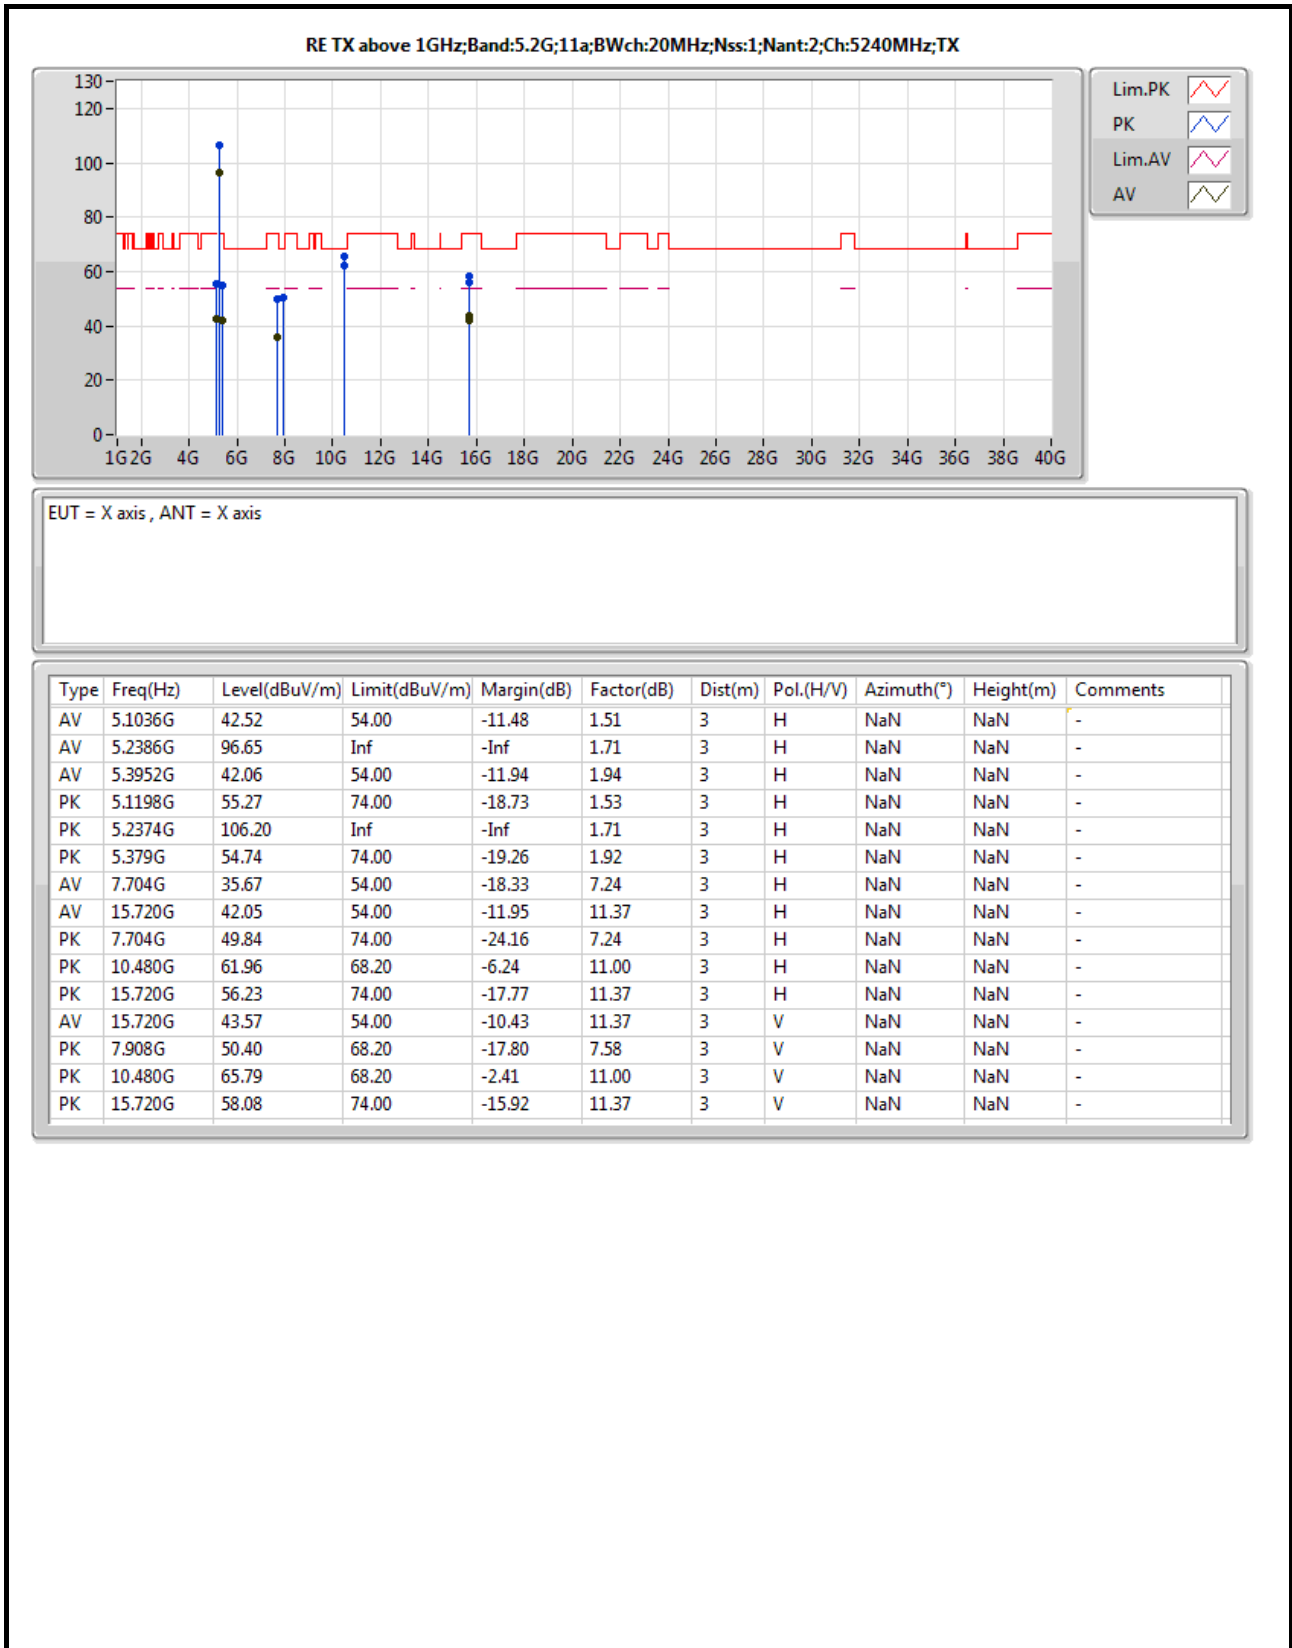 RE TX above 1GHz;Band:5.2G;11a;BWch:20MHz;Nss:1;Nant:2;Ch:5240MHz;TX
130
120
100
80
60
40
20
0
1G 2G 4G 6G 8G 10G 12G 14G 16G 18G 20G 22G 24G 26G 28G 30G 32G 34G 36G 38G 40G
Lim.PK
PK
Lim.AV
AV
EUT = X axis , ANT = X axis
Type Freq(Hz) Level(dBuV/m) Limit(dBuV/m) Margin(dB) Factor(dB) Dist(m) Pol.(H/V) Azimuth(°) Height(m) Comments
AV 5.1036G 42.52 54.00 -11.48 1.51 3 H NaN NaN -
AV 5.2386G 96.65 Inf -Inf 1.71 3 H NaN NaN -
AV 5.3952G 42.06 54.00 -11.94 1.94 3 H NaN NaN -
PK 5.1198G 55.27 74.00 -18.73 1.53 3 H NaN NaN -
PK 5.2374G 106.20 Inf -Inf 1.71 3 H NaN NaN -
PK 5.379G 54.74 74.00 -19.26 1.92 3 H NaN NaN -
AV 7.704G 35.67 54.00 -18.33 7.24 3 H NaN NaN -
AV 15.720G 42.05 54.00 -11.95 11.37 3 H NaN NaN -
PK 7.704G 49.84 74.00 -24.16 7.24 3 H NaN NaN -
PK 10.480G 61.96 68.20 -6.24 11.00 3 H NaN NaN -
PK 15.720G 56.23 74.00 -17.77 11.37 3 H NaN NaN -
AV 15.720G 43.57 54.00 -10.43 11.37 3 V NaN NaN -
PK 7.908G 50.40 68.20 -17.80 7.58 3 V NaN NaN -
PK 10.480G 65.79 68.20 -2.41 11.00 3 V NaN NaN -
PK 15.720G 58.08 74.00 -15.92 11.37 3 V NaN NaN -